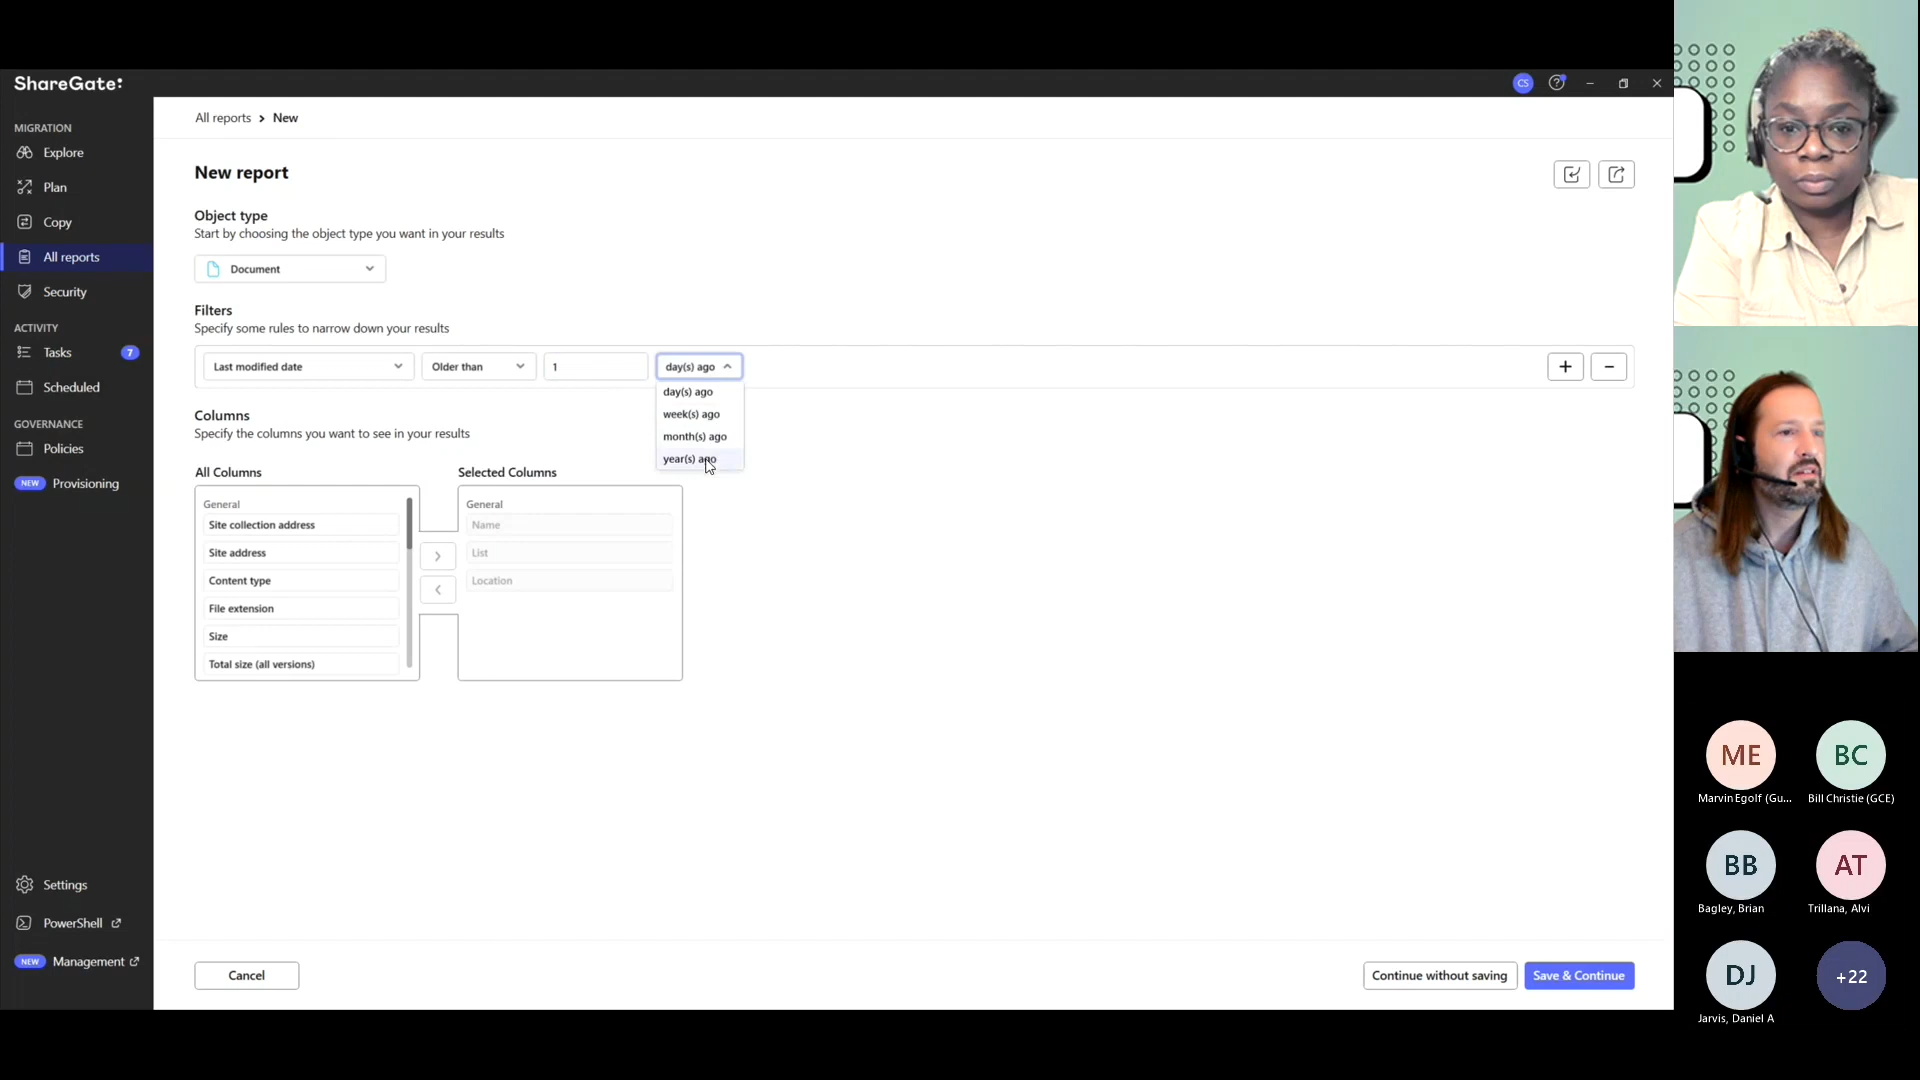 ShareGate:
CS
MIGRATION
Explore
Plan
Copy
All reports
Security
ACTIVITY
Tasks 7
Scheduled
GOVERNANCE
Policies
NEW Provisioning
Settings
PowerShell
NEW Management
All reports > New
New report
Object type
Start by choosing the object type you want in your results
Document
Filters
Specify some rules to narrow down your results
Last modified date Older than 1 day(s) ago + −
day(s) ago
week(s) ago
month(s) ago
year(s) ago
Columns
Specify the columns you want to see in your results
All Columns
General
Site collection address
Site address
Content type
File extension
Size
Total size (all versions)
Selected Columns
General
Name
List
Location
Cancel
Continue without saving
Save & Continue
ME
Marvin Egolf (Gu...
BC
Bill Christie (GCE)
BB
Bagley, Brian
AT
Trillana, Alvi
DJ
Jarvis, Daniel A
+22